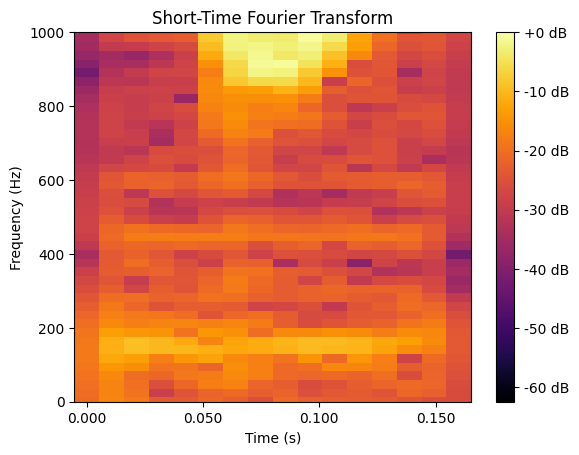 Short-Time Fourier Transform
Frequency (Hz)
1000
800
600
400
200
0
0.000
0.050
0.100
0.150
Time (s)
+0 dB
-10 dB
-20 dB
-30 dB
-40 dB
-50 dB
-60 dB